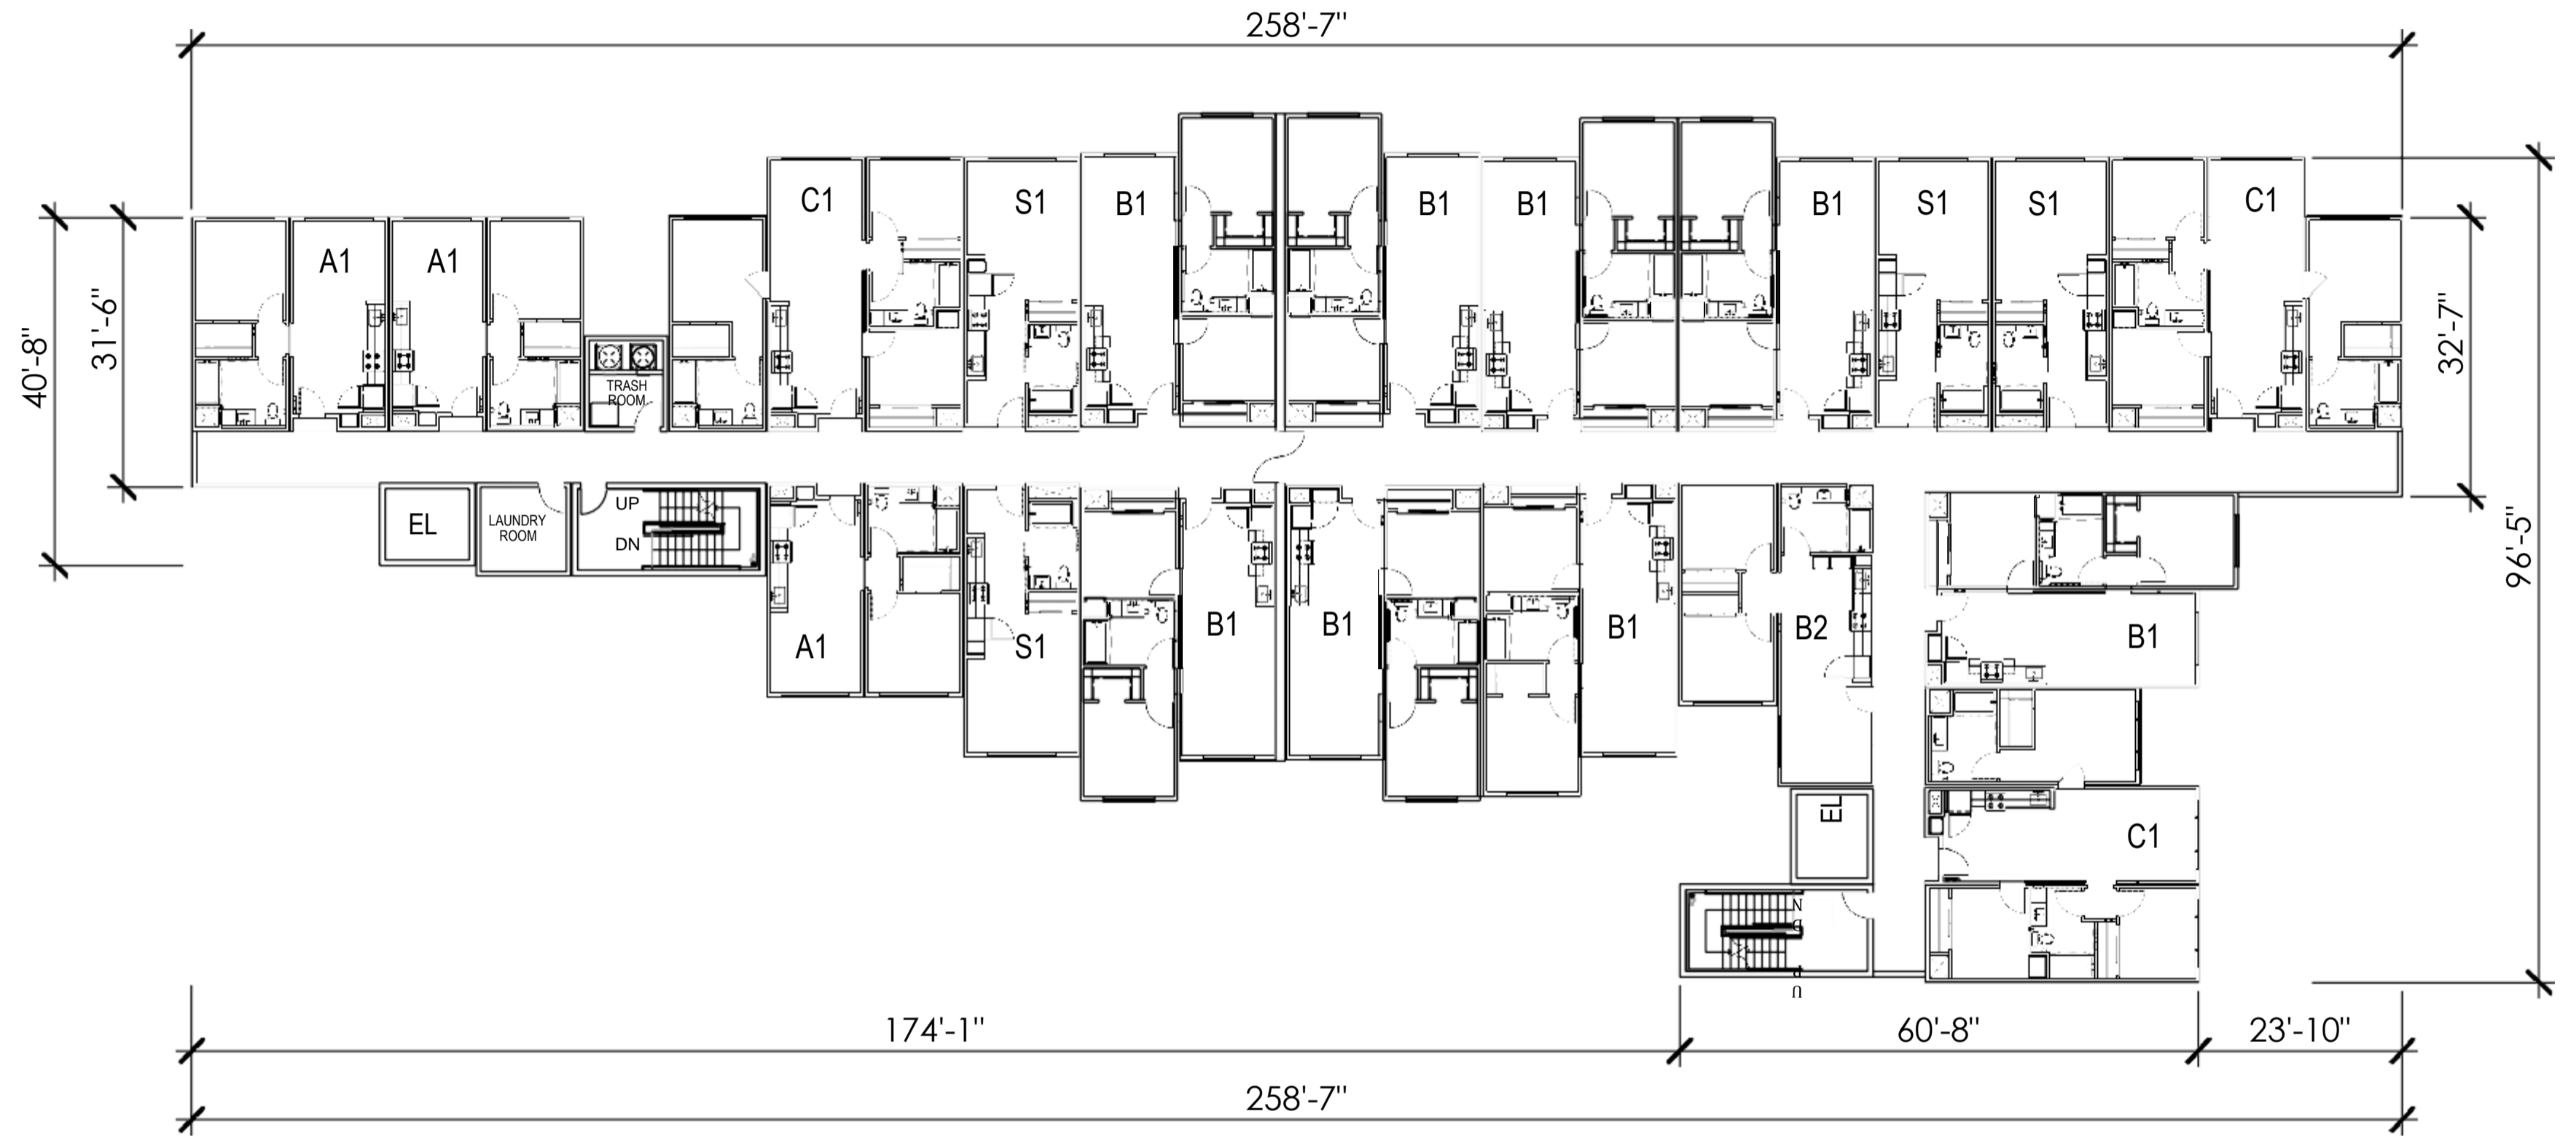 258'-7"
C1
S1
B1
B1
B1
B1
S1
S1
C1
A1
A1
40'-8"
31'-6"
32'-7"
TRASH
ROOM
UP
DN
EL
LAUNDRY
ROOM
96'-5"
A1
S1
B1
B1
B1
B2
B1
EL
C1
DN
UP
174'-1"
60'-8"
23'-10"
258'-7"